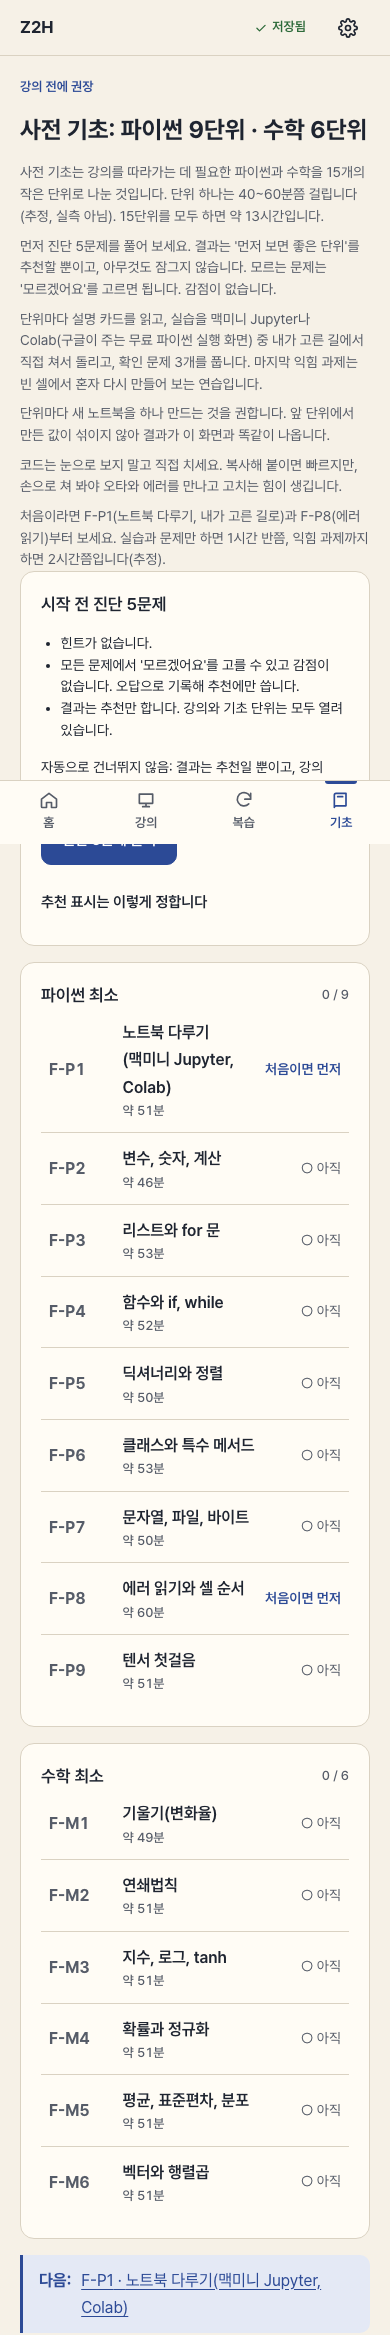 Z2H
저장됨
강의 전에 권장
사전 기초: 파이썬 9단위 · 수학 6단위
사전 기초는 강의를 따라가는 데 필요한 파이썬과 수학을 15개의
작은 단위로 나눈 것입니다. 단위 하나는 40~60분쯤 걸립니다
(추정, 실측 아님). 15단위를 모두 하면 약 13시간입니다.
먼저 진단 5문제를 풀어 보세요. 결과는 '먼저 보면 좋은 단위'를
추천할 뿐이고, 아무것도 잠그지 않습니다. 모르는 문제는
'모르겠어요'를 고르면 됩니다. 감점이 없습니다.
단위마다 설명 카드를 읽고, 실습을 맥미니 Jupyter나
Colab(구글이 주는 무료 파이썬 실행 화면) 중 내가 고른 길에서
직접 쳐서 돌리고, 확인 문제 3개를 풉니다. 마지막 익힘 과제는
빈 셀에서 혼자 다시 만들어 보는 연습입니다.
단위마다 새 노트북을 하나 만드는 것을 권합니다. 앞 단위에서
만든 값이 섞이지 않아 결과가 이 화면과 똑같이 나옵니다.
코드는 눈으로 보지 말고 직접 치세요. 복사해 붙이면 빠르지만,
손으로 쳐 봐야 오타와 에러를 만나고 고치는 힘이 생깁니다.
처음이라면 F-P1(노트북 다루기, 내가 고른 길로)과 F-P8(에러
읽기)부터 보세요. 실습과 문제만 하면 1시간 반쯤, 익힘 과제까지
하면 2시간쯤입니다(추정).
시작 전 진단 5문제
• 힌트가 없습니다.
• 모든 문제에서 '모르겠어요'를 고를 수 있고 감점이
없습니다. 오답으로 기록해 추천에만 씁니다.
• 결과는 추천만 합니다. 강의와 기초 단위는 모두 열려
있습니다.
자동으로 건너뛰지 않음: 결과는 추천일 뿐이고, 강의
홈
강의
복습
기초
추천 표시는 이렇게 정합니다
파이썬 최소
0 / 9
F-P1
노트북 다루기
(맥미니 Jupyter,
Colab)
약 51분
처음이면 먼저
F-P2
변수, 숫자, 계산
약 46분
아직
F-P3
리스트와 for 문
약 53분
아직
F-P4
함수와 if, while
약 52분
아직
F-P5
딕셔너리와 정렬
약 50분
아직
F-P6
클래스와 특수 메서드
약 53분
아직
F-P7
문자열, 파일, 바이트
약 50분
아직
F-P8
에러 읽기와 셀 순서
약 60분
처음이면 먼저
F-P9
텐서 첫걸음
약 51분
아직
수학 최소
0 / 6
F-M1
기울기(변화율)
약 49분
아직
F-M2
연쇄법칙
약 51분
아직
F-M3
지수, 로그, tanh
약 51분
아직
F-M4
확률과 정규화
약 51분
아직
F-M5
평균, 표준편차, 분포
약 51분
아직
F-M6
벡터와 행렬곱
약 51분
아직
다음: F-P1 · 노트북 다루기(맥미니 Jupyter,
Colab)